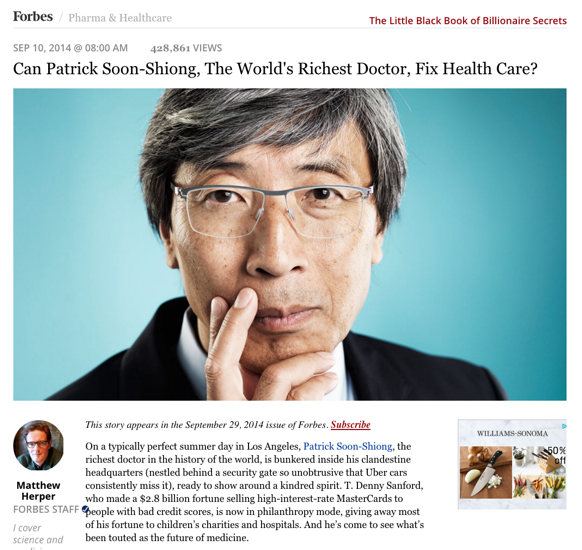 Forbes / Pharma & Healthcare
The Little Black Book of Billionaire Secrets
SEP 10, 2014 @ 08:00 AM 428,861 VIEWS
Can Patrick Soon-Shiong, The World's Richest Doctor, Fix Health Care?
This story appears in the September 29, 2014 issue of Forbes. Subscribe
On a typically perfect summer day in Los Angeles, Patrick Soon-Shiong, the
richest doctor in the history of the world, is bunkered inside his clandestine
headquarters (nestled behind a security gate so unobtrusive that Uber cars
consistently miss it), ready to show around a kindred spirit. T. Denny Sanford,
who made a $2.8 billion fortune selling high-interest-rate MasterCards to
people with bad credit scores, is now in philanthropy mode, giving away most
of his fortune to children's charities and hospitals. And he's come to see what's
been touted as the future of medicine.
Matthew
Herper
FORBES STAFF
I cover
science and
WILLIAMS-SONOMA
50%
off